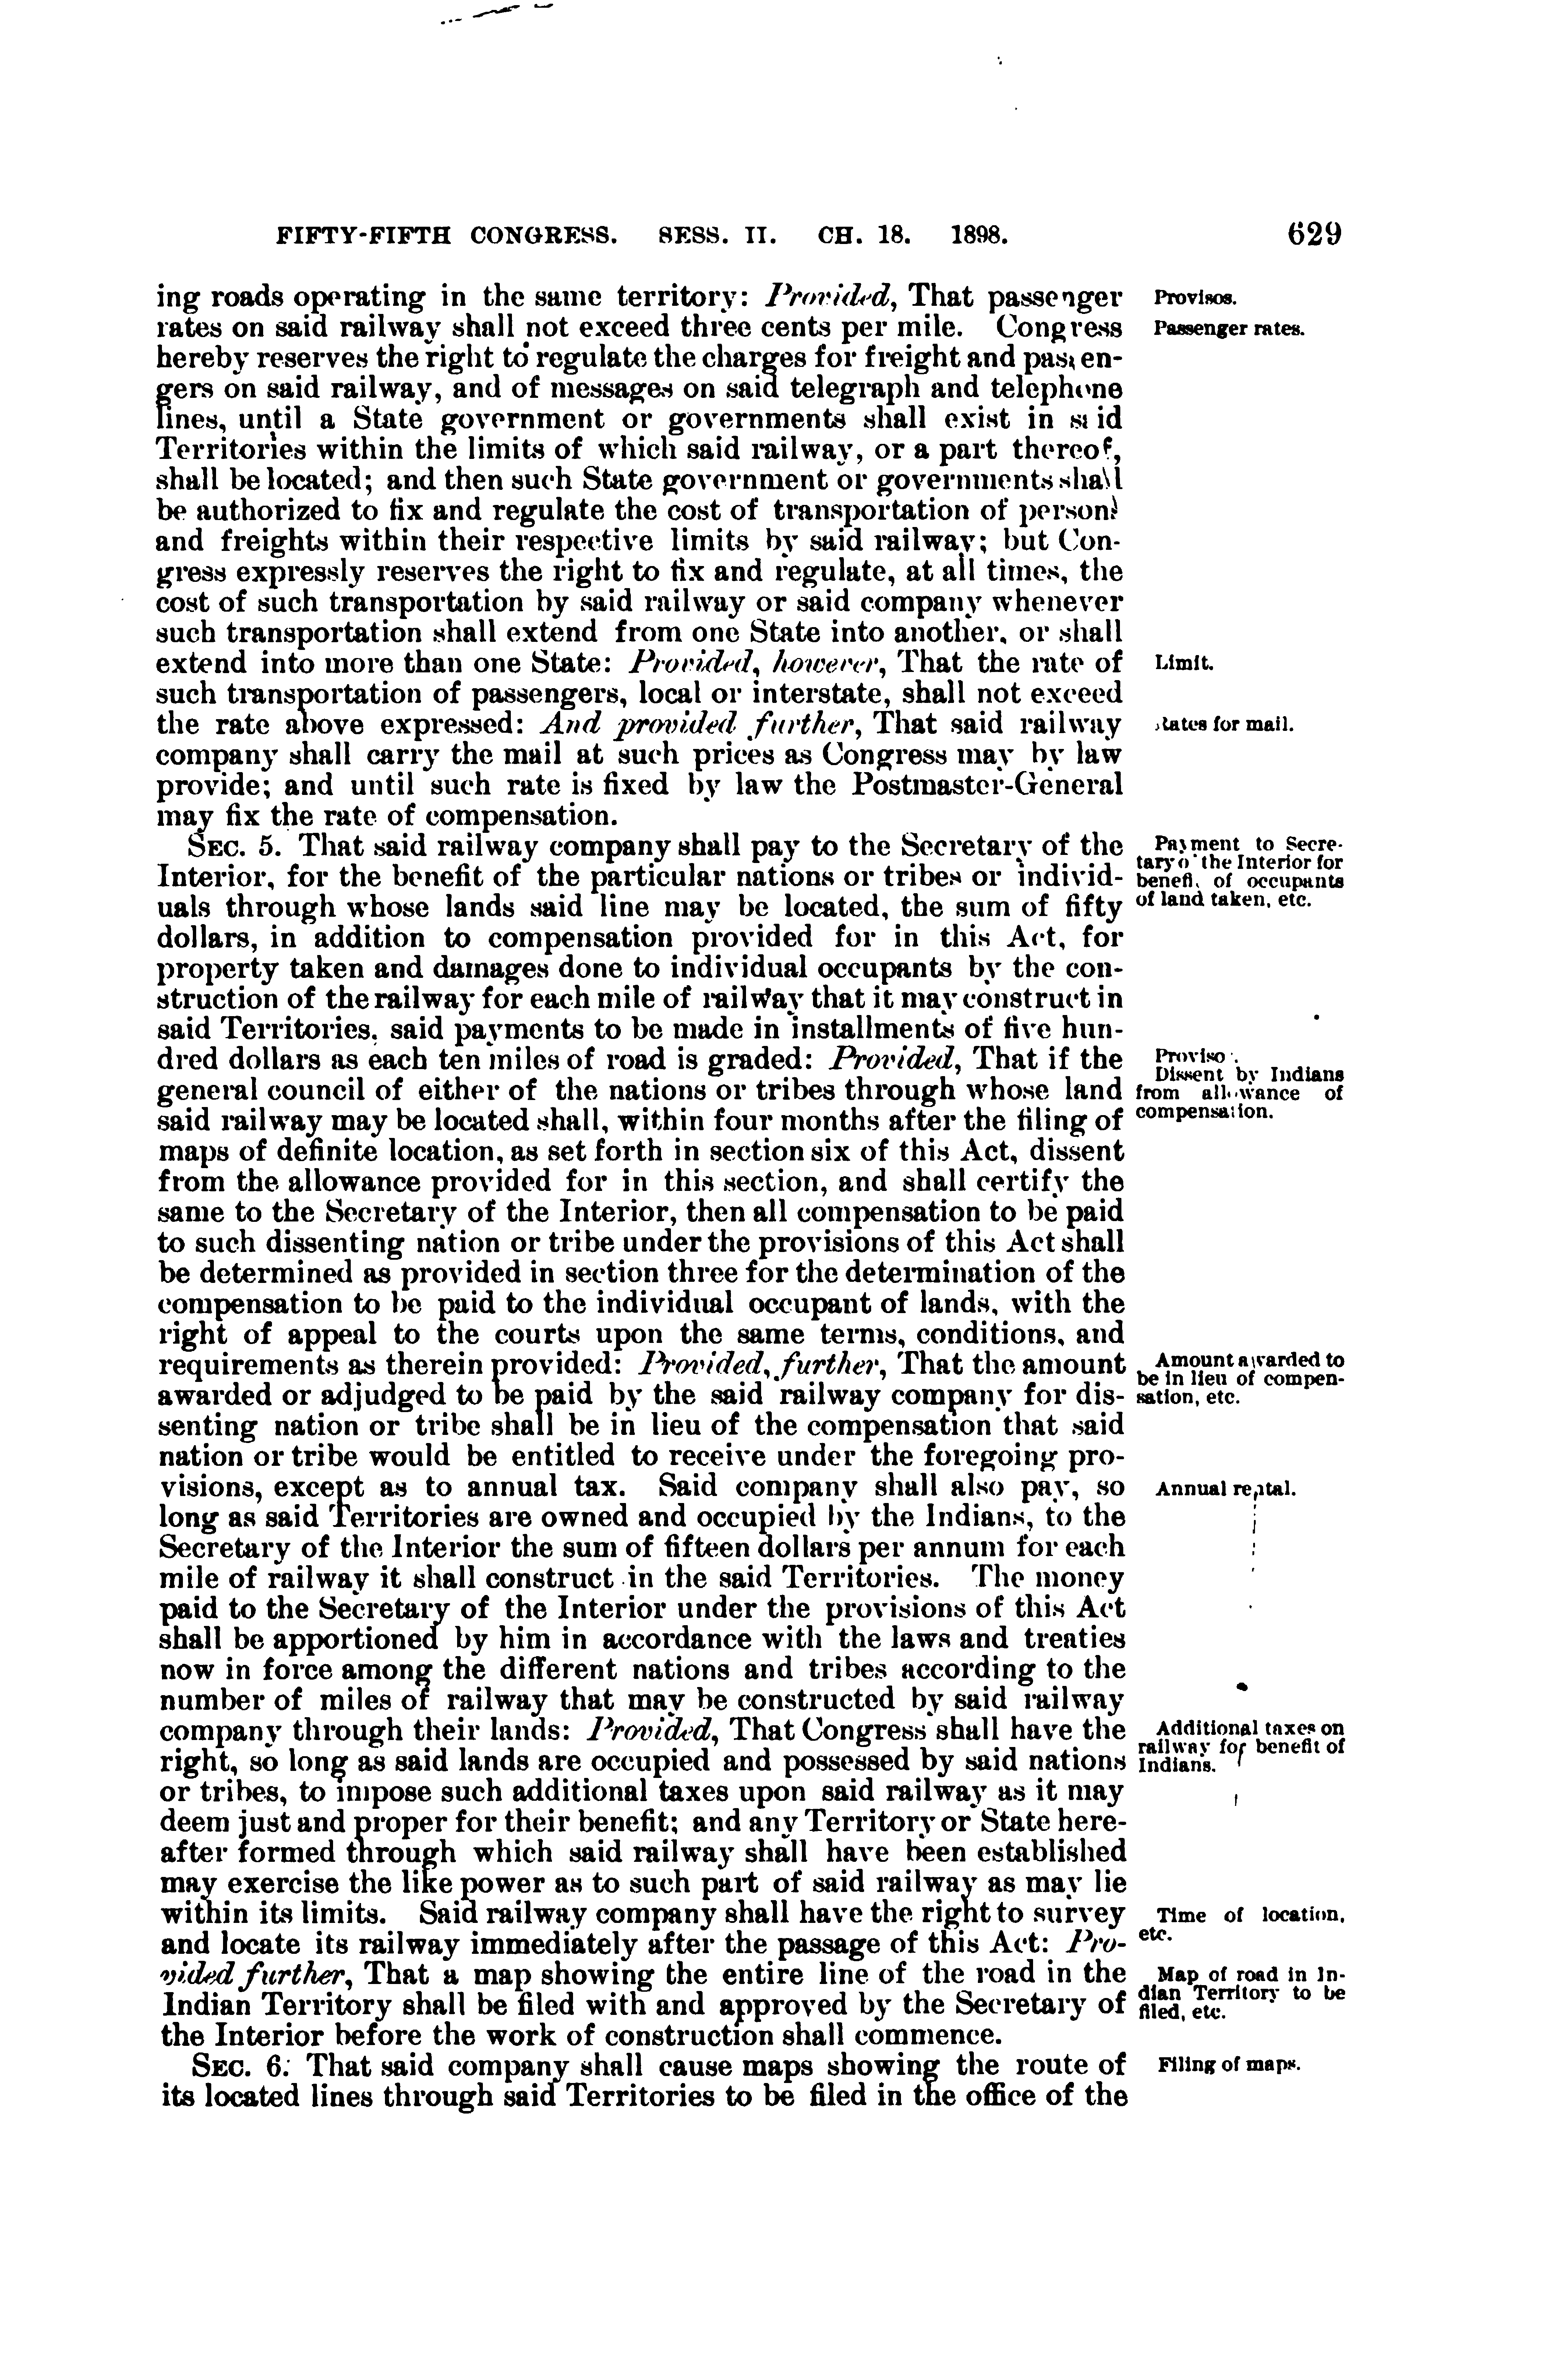 FIFTY-FIFTH CONGRESS. SESS. II. CH. 18. 1898. 629
ing roads operating in the same territory: Provided, That passenger
rates on said railway shall not exceed three cents per mile. Congress
hereby reserves the right to regulate the charges for freight and passen-
gers on said railway, and of messages on said telegraph and telephone
lines, until a State government or governments shall exist in said
Territories within the limits of which said railway, or a part thereof,
shall be located; and then such State government or governments shall
be authorized to fix and regulate the cost of transportation of persons
and freights within their respective limits by said railway; but Con-
gress expressly reserves the right to fix and regulate, at all times, the
cost of such transportation by said railway or said company whenever
such transportation shall extend from one State into another, or shall
extend into more than one State: Provided, however, That the rate of
such transportation of passengers, local or interstate, shall not exceed
the rate above expressed: And provided further, That said railway
company shall carry the mail at such prices as Congress may by law
provide; and until such rate is fixed by law the Postmaster-General
may fix the rate of compensation.
SEC. 5. That said railway company shall pay to the Secretary of the
Interior, for the benefit of the particular nations or tribes or individ-
uals through whose lands said line may be located, the sum of fifty
dollars, in addition to compensation provided for in this Act, for
property taken and damages done to individual occupants by the con-
struction of the railway for each mile of railway that it may construct in
said Territories, said payments to be made in installments of five hun-
dred dollars as each ten miles of road is graded: Provided, That if the
general council of either of the nations or tribes through whose land
said railway may be located shall, within four months after the filing of
maps of definite location, as set forth in section six of this Act, dissent
from the allowance provided for in this section, and shall certify the
same to the Secretary of the Interior, then all compensation to be paid
to such dissenting nation or tribe under the provisions of this Act shall
be determined as provided in section three for the determination of the
compensation to be paid to the individual occupant of lands, with the
right of appeal to the courts upon the same terms, conditions, and
requirements as therein provided: Provided, further, That the amount
awarded or adjudged to be paid by the said railway company for dis-
senting nation or tribe shall be in lieu of the compensation that said
nation or tribe would be entitled to receive under the foregoing pro-
visions, except as to annual tax. Said company shall also pay, so
long as said Territories are owned and occupied by the Indians, to the
Secretary of the Interior the sum of fifteen dollars per annum for each
mile of railway it shall construct in the said Territories. The money
paid to the Secretary of the Interior under the provisions of this Act
shall be apportioned by him in accordance with the laws and treaties
now in force among the different nations and tribes according to the
number of miles of railway that may be constructed by said railway
company through their lands: Provided, That Congress shall have the
right, so long as said lands are occupied and possessed by said nations
or tribes, to impose such additional taxes upon said railway as it may
deem just and proper for their benefit; and any Territory or State here-
after formed through which said railway shall have been established
may exercise the like power as to such part of said railway as may lie
within its limits. Said railway company shall have the right to survey
and locate its railway immediately after the passage of this Act: Pro-
vided further, That a map showing the entire line of the road in the
Indian Territory shall be filed with and approved by the Secretary of
the Interior before the work of construction shall commence.
SEC. 6. That said company shall cause maps showing the route of
its located lines through said Territories to be filed in the office of the
Provisos.
Passenger rates.
Limit.
Rates for mail.
Payment to Secre-
tary of the Interior for
benefit of occupants
of land taken, etc.
Provisos.
Dissent by Indians
from allowance of
compensation.
Amount awarded to
be in lieu of compen-
sation, etc.
Annual rental.
Additional taxes on
railway for benefit of
Indians.
Time of location,
etc.
Map of road in In-
dian Territory to be
filed, etc.
Filing of maps.